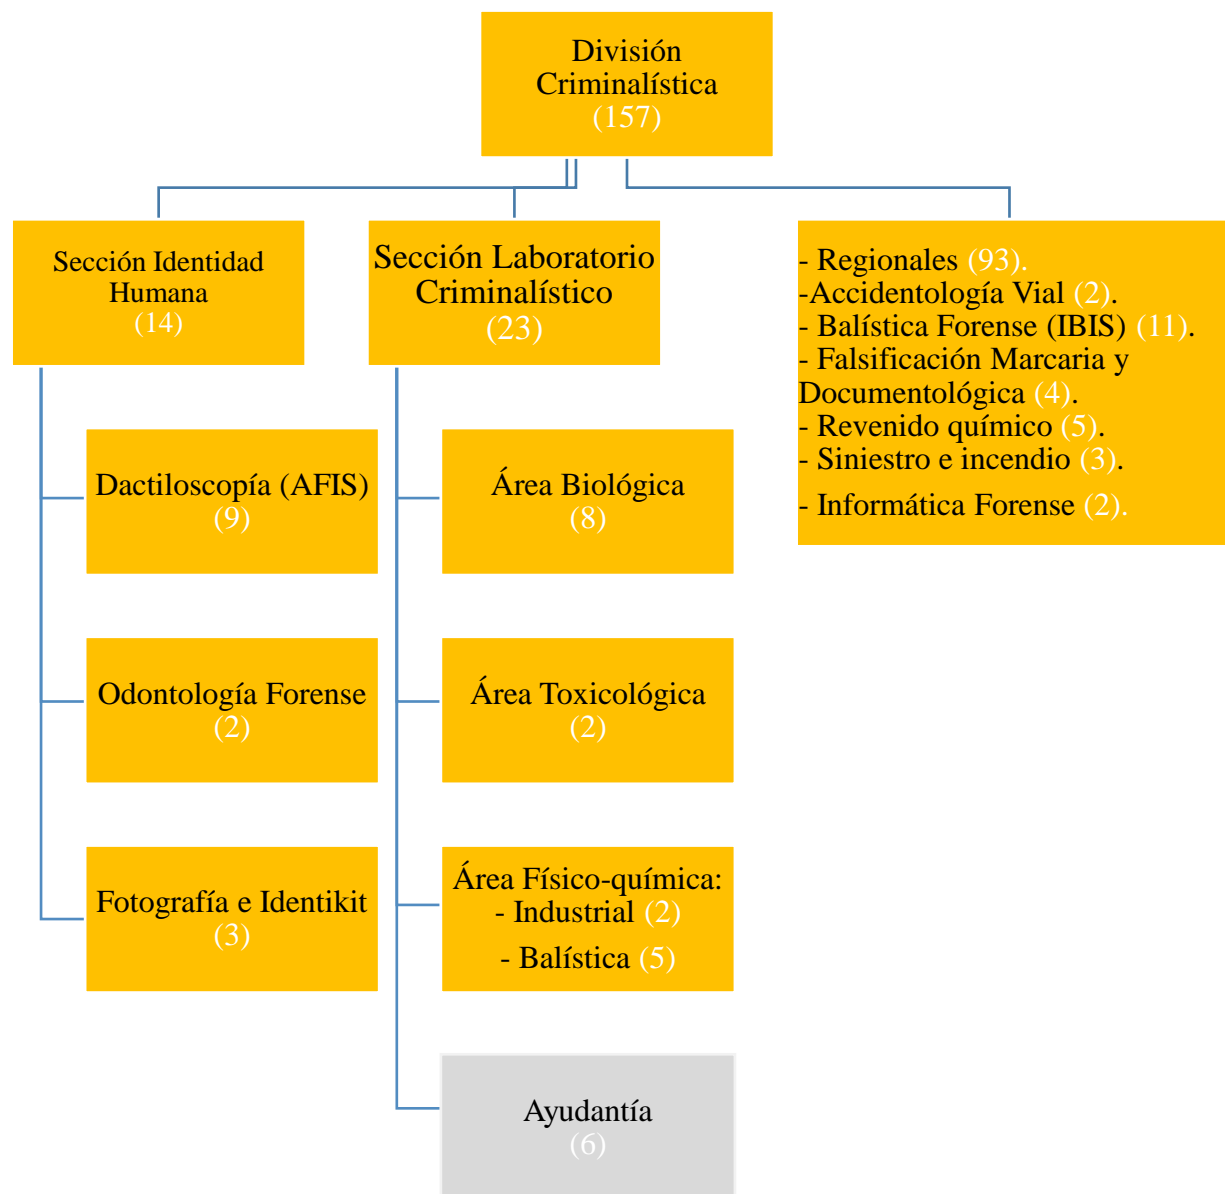 División
Criminalística
(157)
Sección Identidad
Humana
(14)
Sección Laboratorio
Criminalístico
(23)
- Regionales (93).
-Accidentología Vial (2).
- Balística Forense (IBIS) (11).
- Falsificación Marcaria y
Documentológica (4).
- Revenido químico (5).
- Siniestro e incendio (3).
- Informática Forense (2).
Dactiloscopía (AFIS)
(9)
Odontología Forense
(2)
Fotografía e Identikit
(3)
Área Biológica
(8)
Área Toxicológica
(2)
Área Físico-química:
- Industrial (2)
- Balística (5)
Ayudantía
(6)